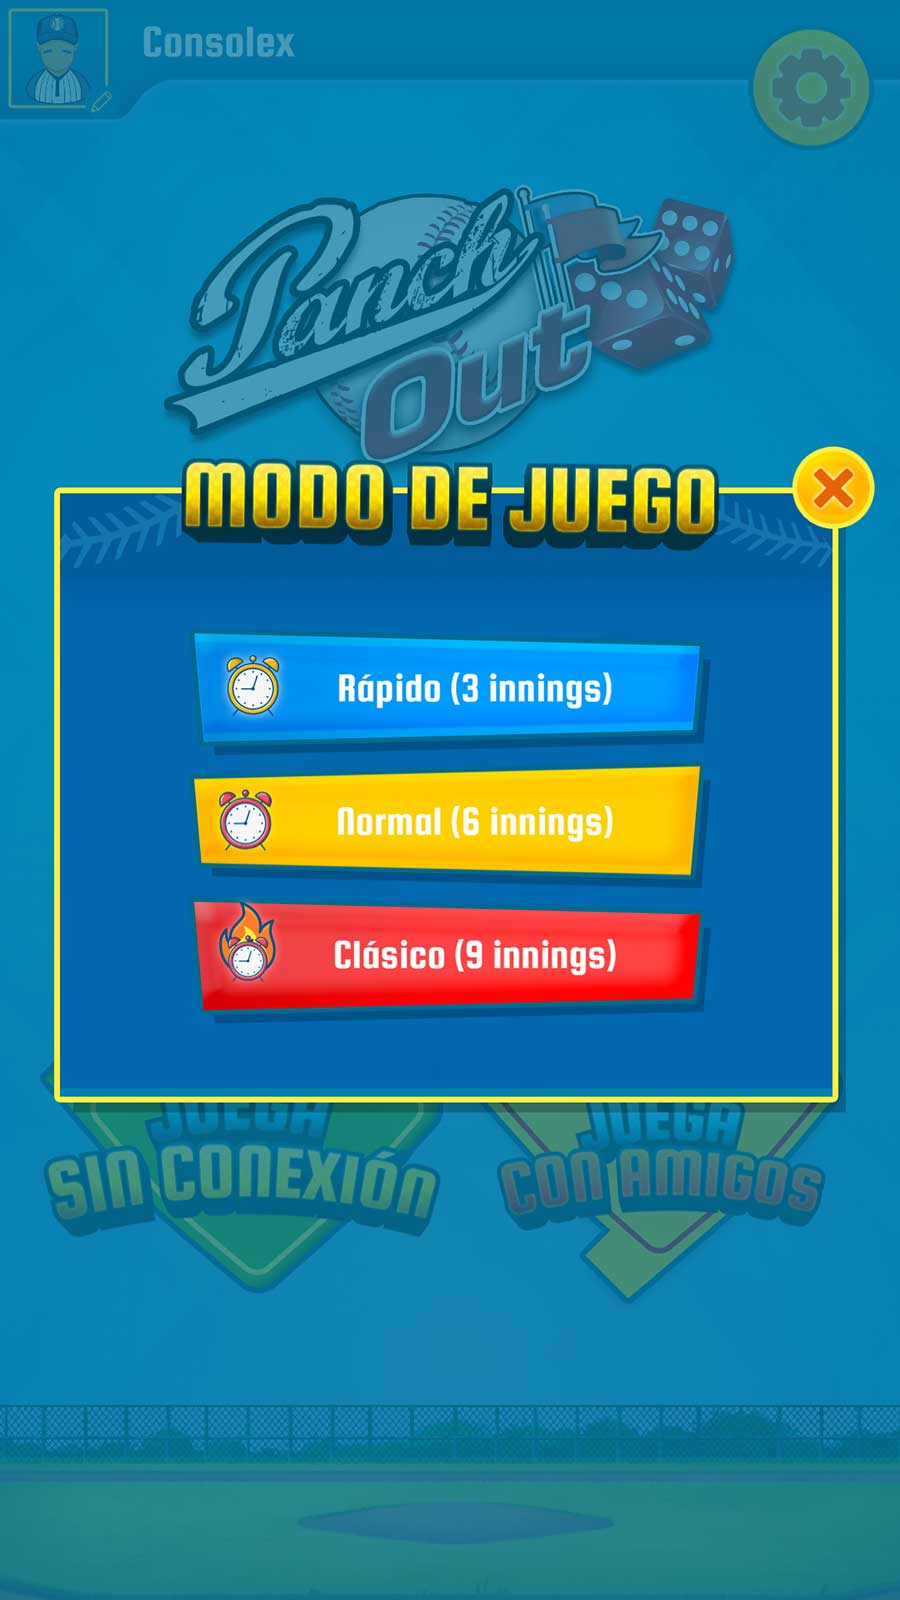 Consolex
Panch
Out
MODO DE JUEGO
Rápido (3 innings)
Normal (6 innings)
Clásico (9 innings)
JUEGA
SIN CONEXIÓN
JUEGA
CON AMIGOS